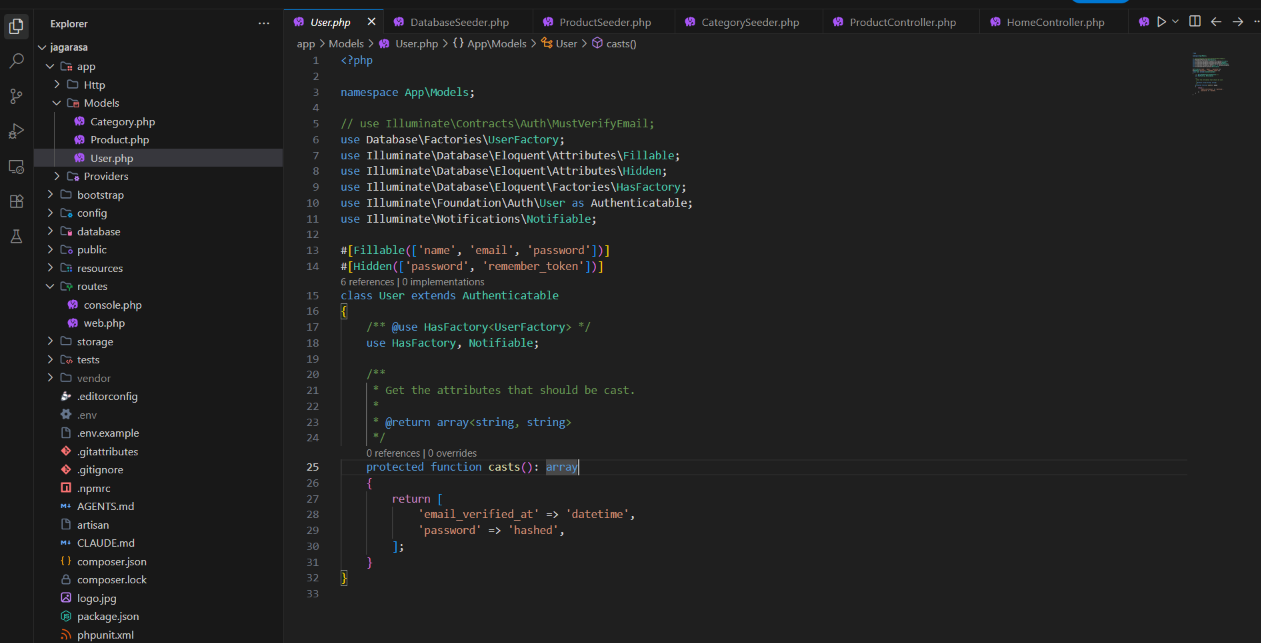 Explorer
jagarasa
app
Http
Models
Category.php
Product.php
User.php
Providers
bootstrap
config
database
public
resources
routes
console.php
web.php
storage
tests
vendor
.editorconfig
.env
.env.example
.gitattributes
.gitignore
.npmrc
AGENTS.md
artisan
CLAUDE.md
composer.json
composer.lock
logo.jpg
package.json
phpunit.xml
User.php DatabaseSeeder.php ProductSeeder.php CategorySeeder.php ProductController.php HomeController.php
app > Models > User.php > {} App\Models > User > casts()
1 <?php
2
3 namespace App\Models;
4
5 // use Illuminate\Contracts\Auth\MustVerifyEmail;
6 use Database\Factories\UserFactory;
7 use Illuminate\Database\Eloquent\Attributes\Fillable;
8 use Illuminate\Database\Eloquent\Attributes\Hidden;
9 use Illuminate\Database\Eloquent\Factories\HasFactory;
10 use Illuminate\Foundation\Auth\User as Authenticatable;
11 use Illuminate\Notifications\Notifiable;
12
13 #[Fillable(['name', 'email', 'password'])]
14 #[Hidden(['password', 'remember_token'])]
6 references | 0 implementations
15 class User extends Authenticatable
16 {
17 /** @use HasFactory<UserFactory> */
18 use HasFactory, Notifiable;
19
20 /**
21 * Get the attributes that should be cast.
22 *
23 * @return array<string, string>
24 */
0 references | 0 overrides
25 protected function casts(): array
26 {
27 return [
28 'email_verified_at' => 'datetime',
29 'password' => 'hashed',
30 ];
31 }
32 }
33